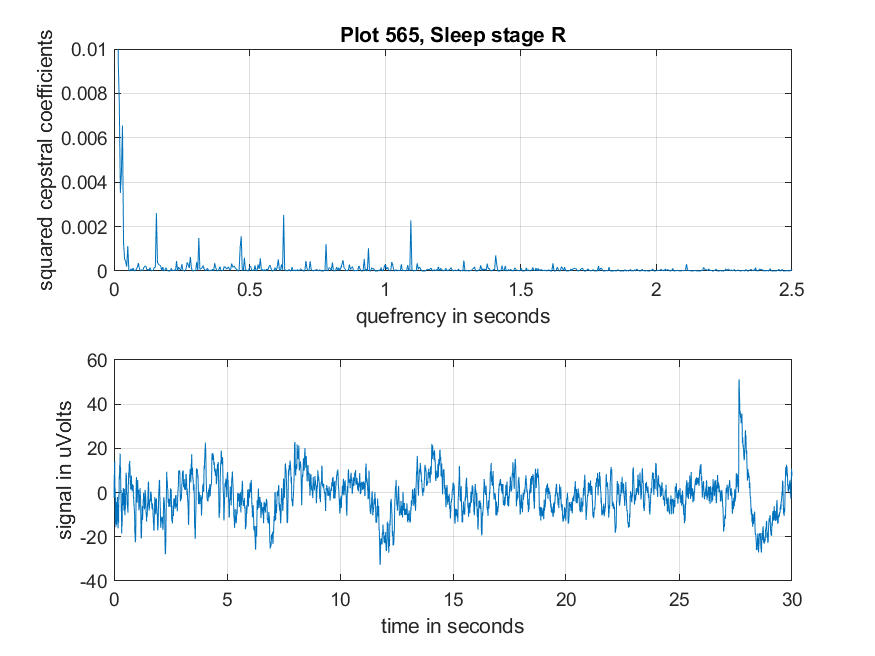 Plot 565, Sleep stage R
squared cepstral coefficients
0.01
0.008
0.006
0.004
0.002
0
0 0.5 1 1.5 2 2.5
quefrency in seconds
signal in uVolts
60
40
20
0
-20
-40
0 5 10 15 20 25 30
time in seconds